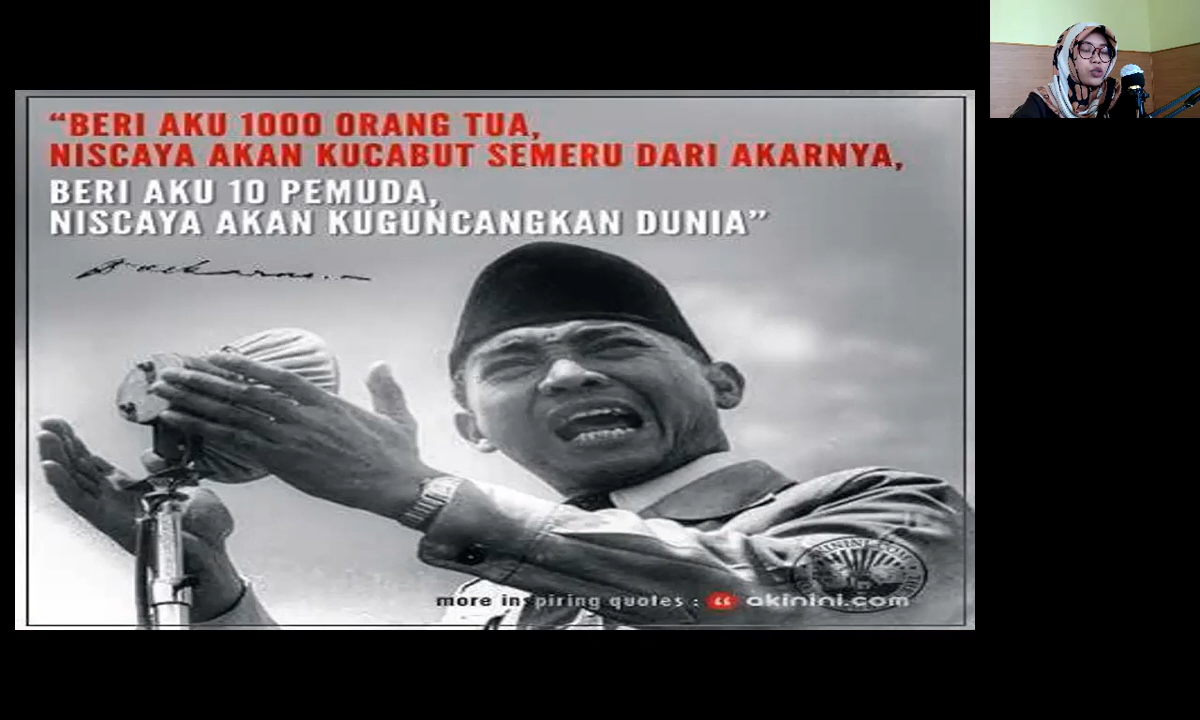 “BERI AKU 1000 ORANG TUA,
NISCAYA AKAN KUCABUT SEMERU DARI AKARNYA,
BERI AKU 10 PEMUDA,
NISCAYA AKAN KUGUNCANGKAN DUNIA”
Soekarno
more inspiring quotes : “ akinini.com